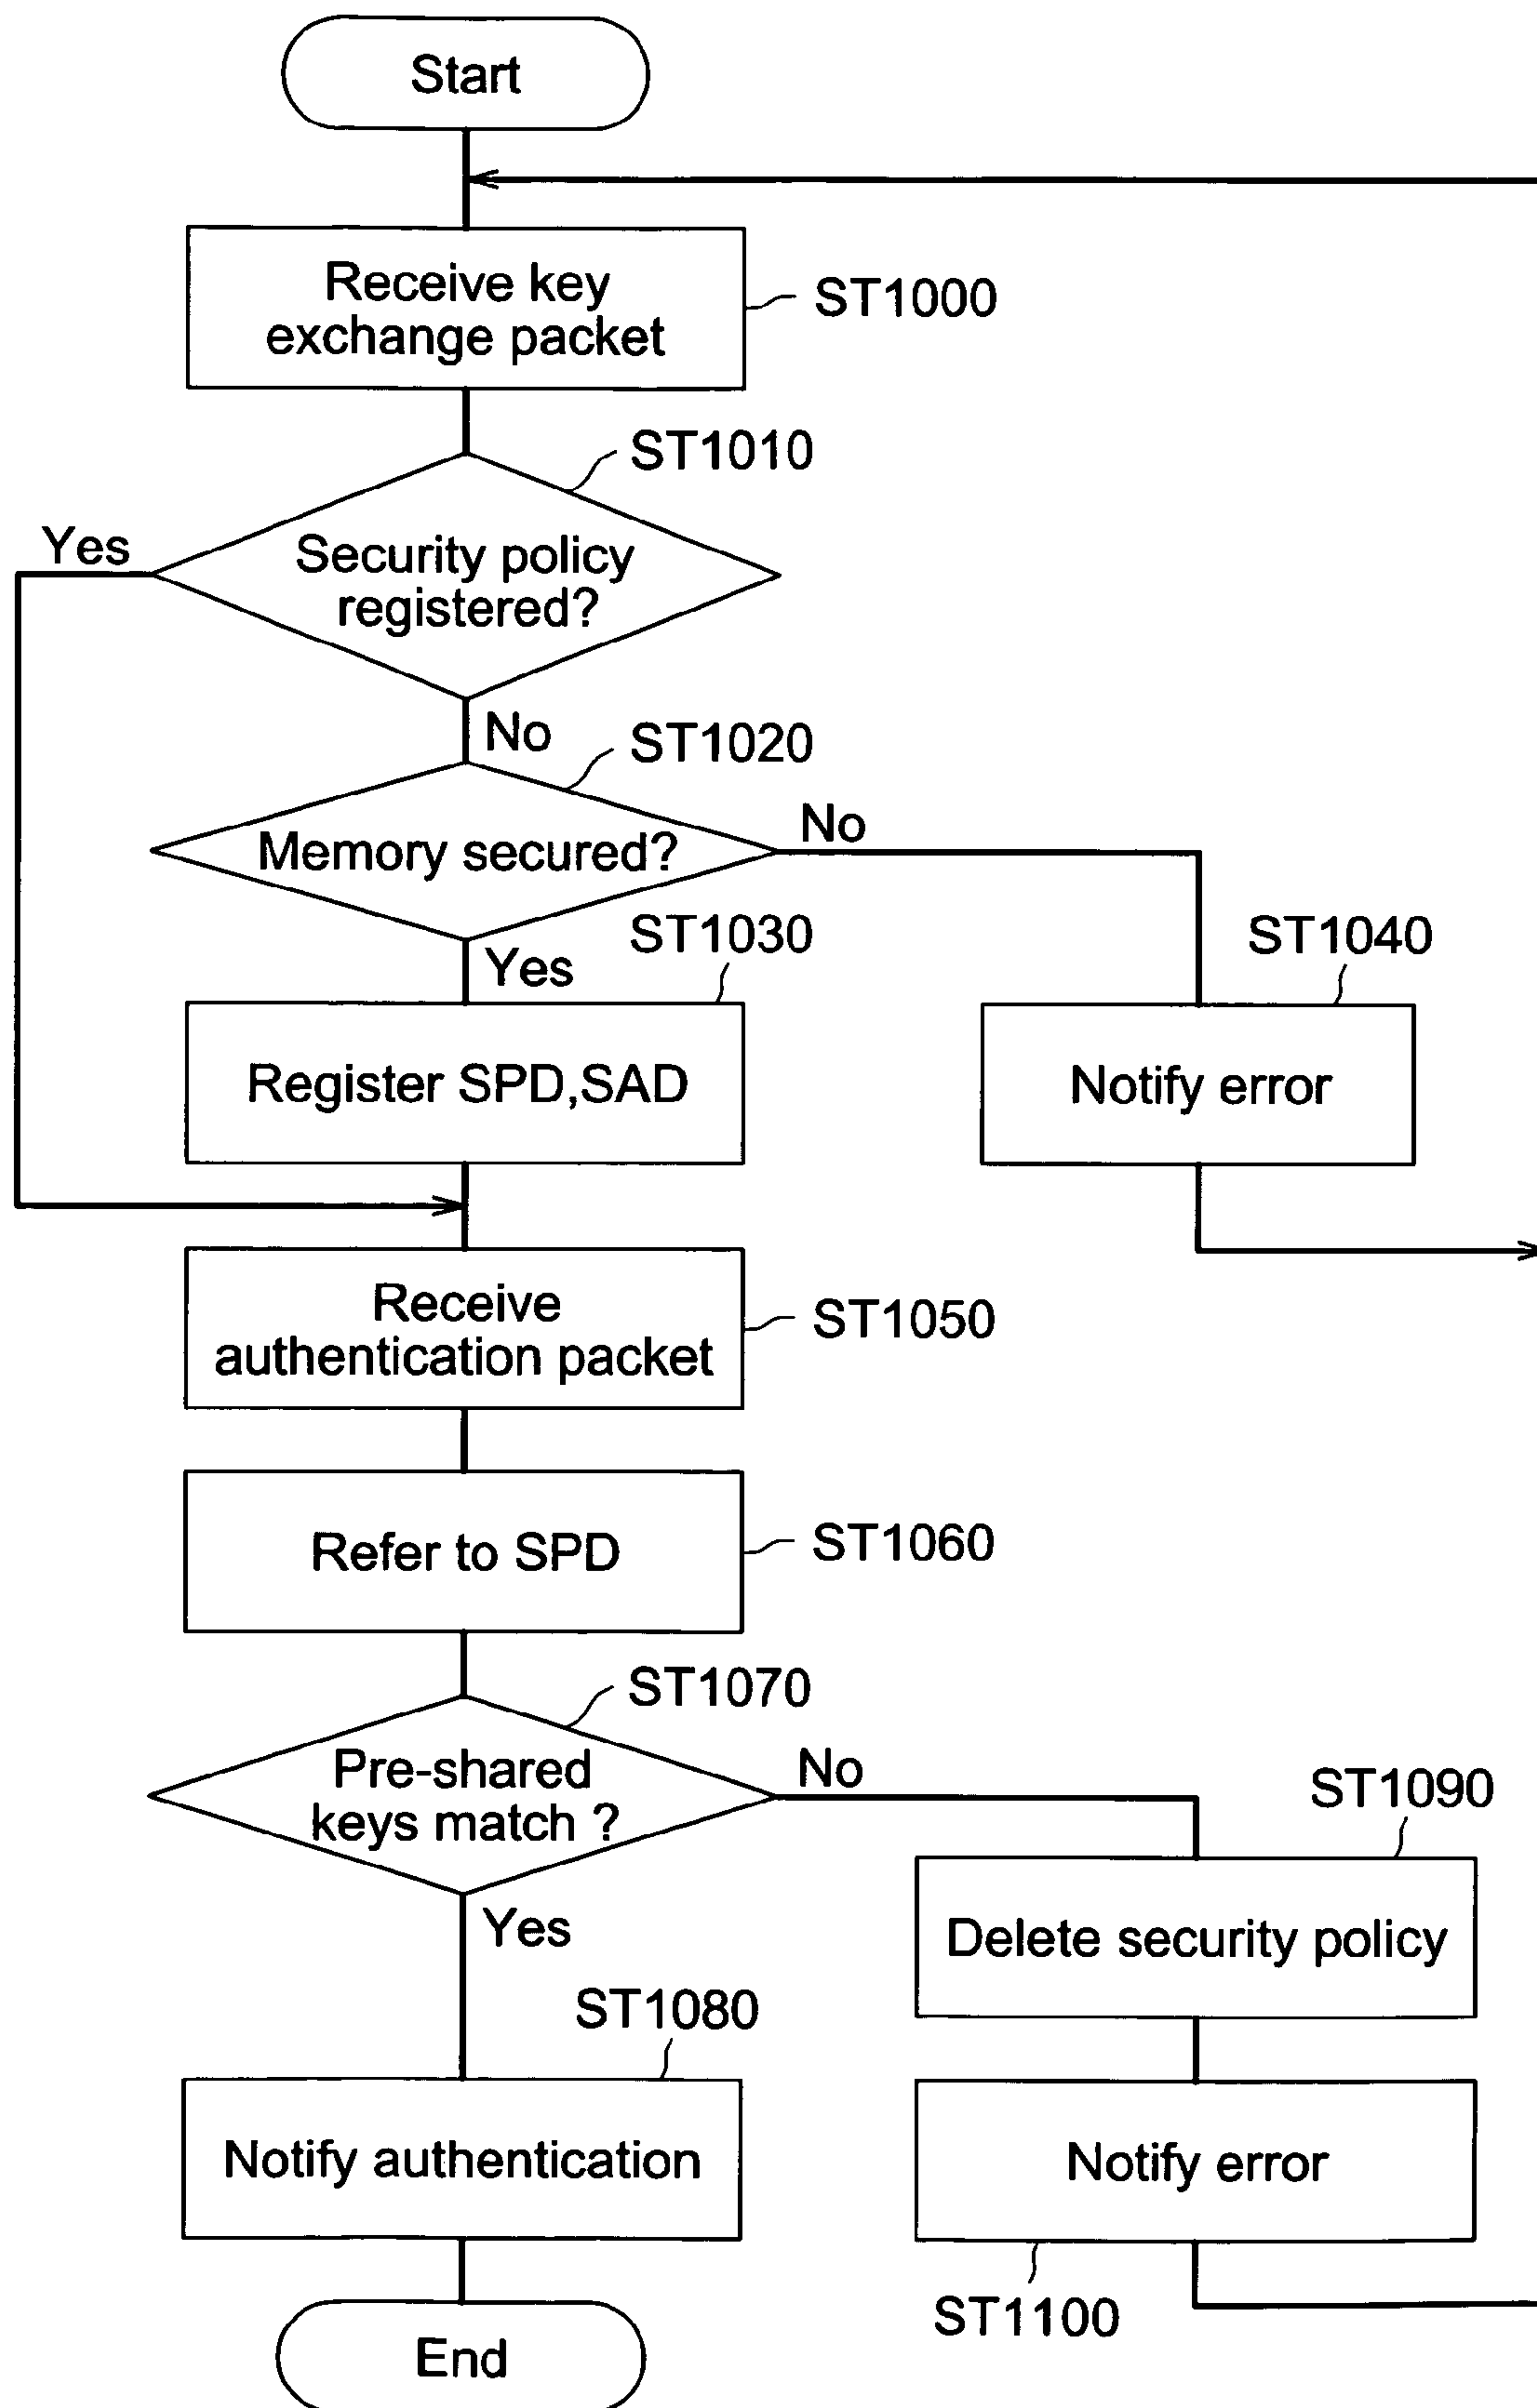 Start
Receive key
exchange packet
ST1000
ST1010
Yes
Security policy
registered?
No
ST1020
Memory secured?
No
Yes
ST1030
ST1040
Register SPD,SAD
Notify error
Receive
authentication packet
ST1050
Refer to SPD
ST1060
ST1070
Pre-shared
keys match ?
No
ST1090
Yes
Delete security policy
ST1080
Notify authentication
Notify error
ST1100
End